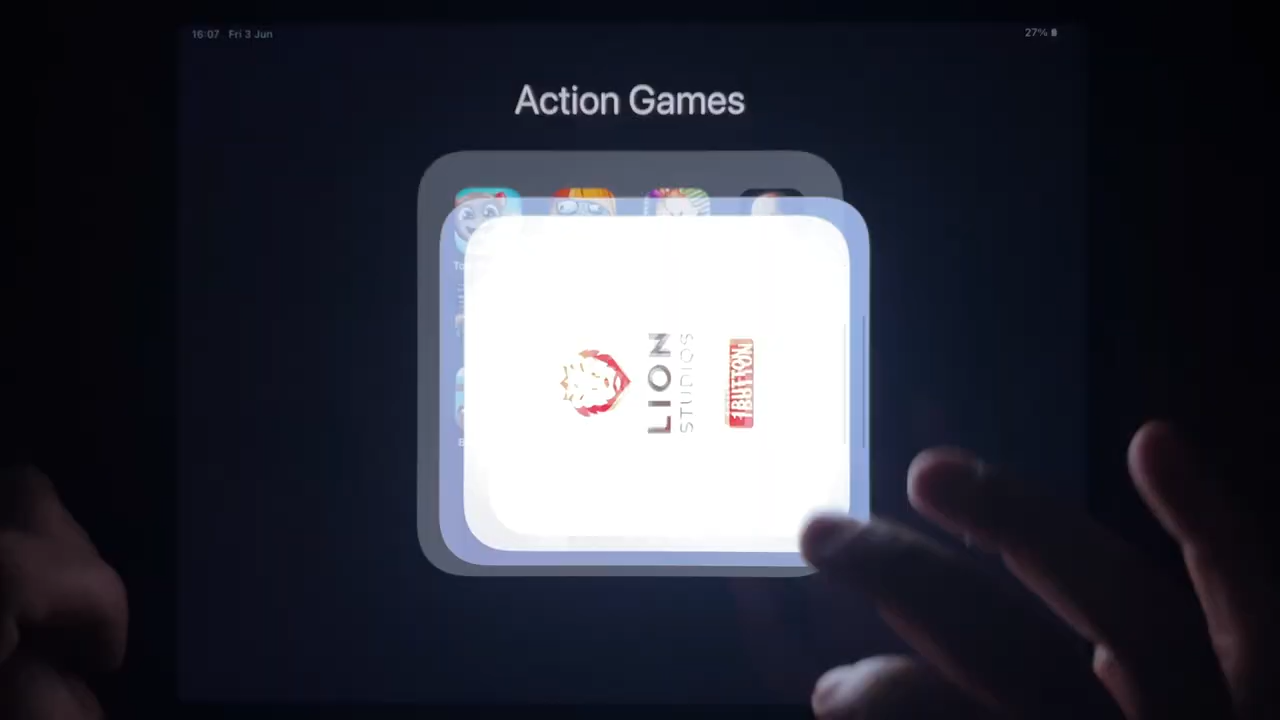 16:07 Fri 3 Jun
27%
Action Games
LION
STUDIOS
1BUTTON